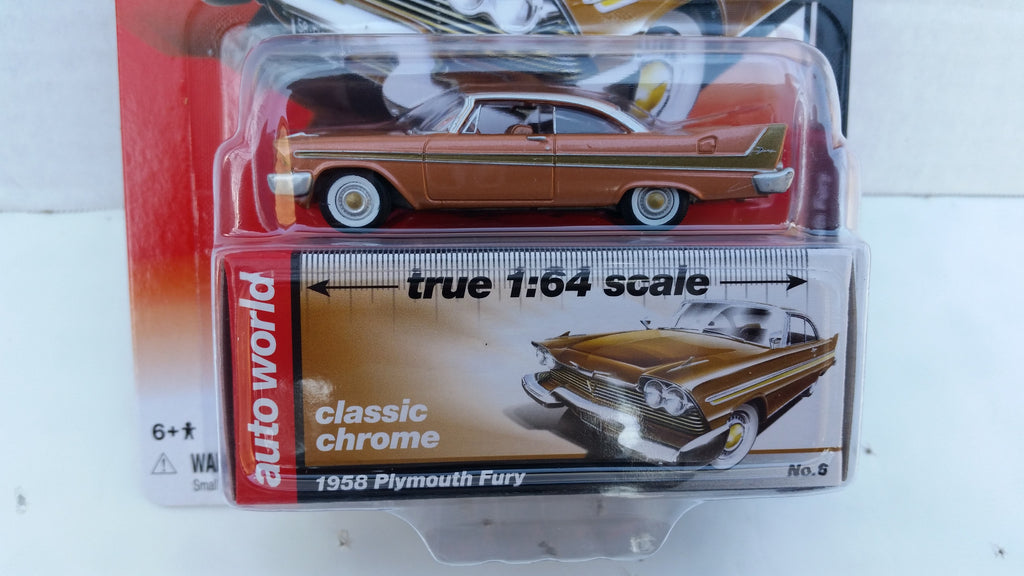 true 1:64 scale
auto world
classic
chrome
6+
WA
Small
1958 Plymouth Fury
No.6